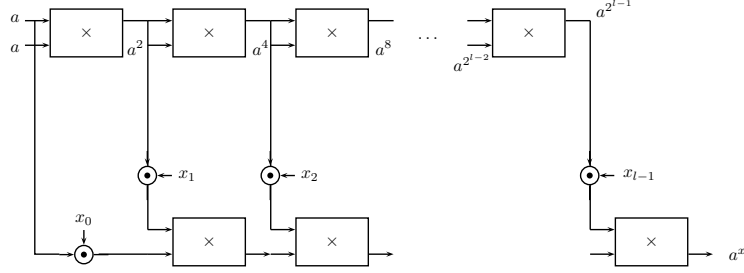 a × a^2 × a^4 × a^8 … × a^{2^{l-1}}
a
a^{2^{l-2}}
x_1 x_2 x_{l-1}
x_0
× × × a^x